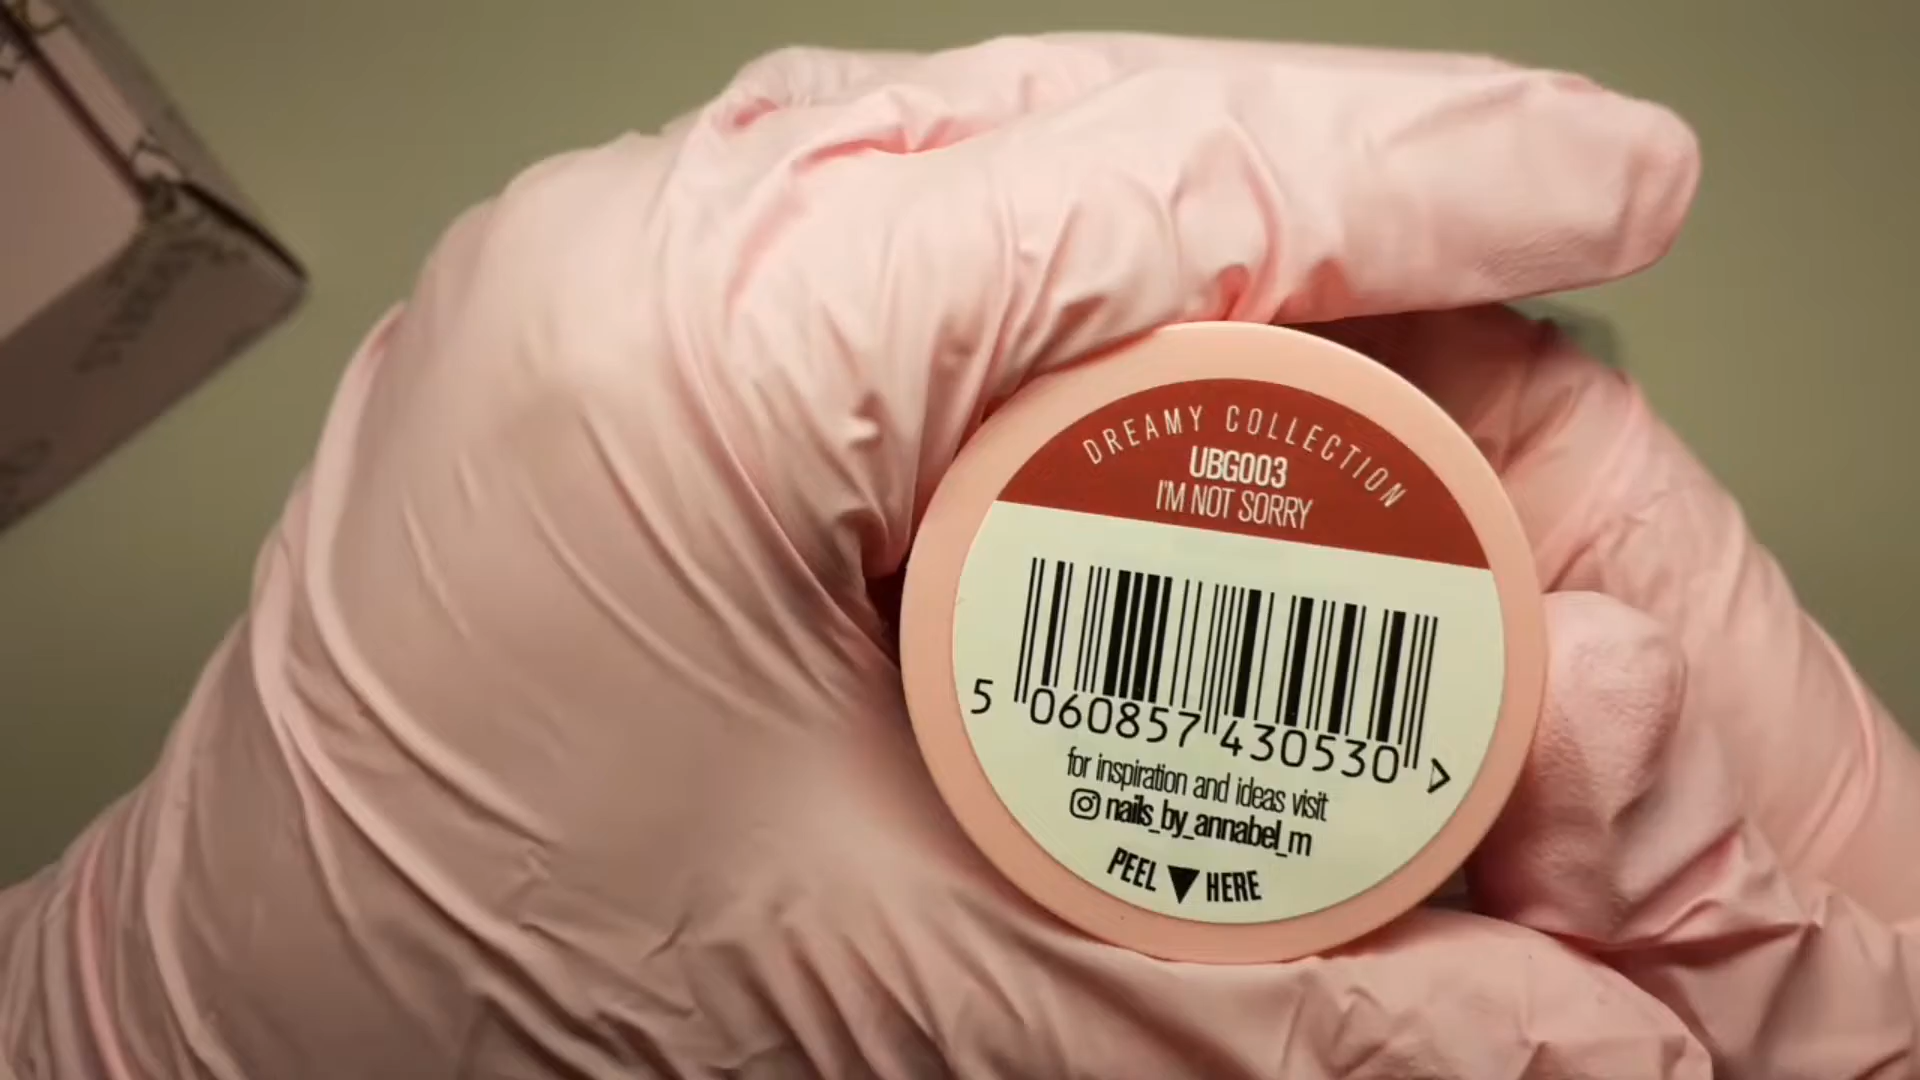 DREAMY COLLECTION
UBG003
I'M NOT SORRY
5 060857 430530 >
for inspiration and ideas visit
nails_by_annabel_m
PEEL HERE